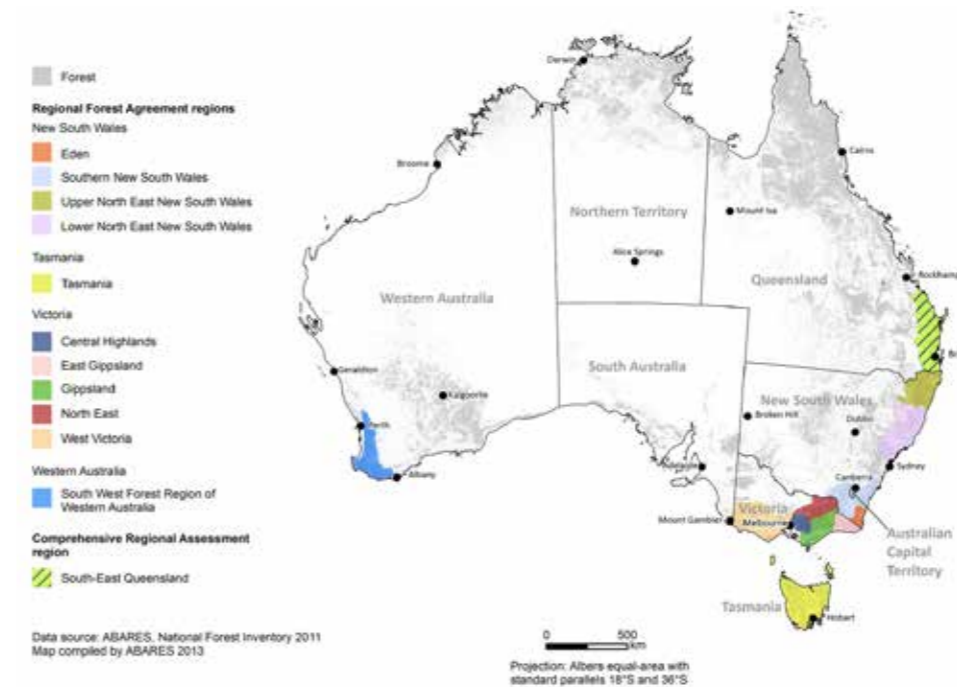 Forest
Regional Forest Agreement regions
New South Wales
Eden
Southern New South Wales
Upper North East New South Wales
Lower North East New South Wales
Tasmania
Tasmania
Victoria
Central Highlands
East Gippsland
Gippsland
North East
West Victoria
Western Australia
South West Forest Region of
Western Australia
Comprehensive Regional Assessment
region
South-East Queensland
Data source: ABARES, National Forest Inventory 2011
Map compiled by ABARES 2013
Darwin
Broome
Cairns
Northern Territory
Mount Isa
Alice Springs
Rockhamp
Queensland
Western Australia
South Australia
Geraldton
Kalgoorlie
New South Wales
Broken Hill
Dubbo
Perth
Albany
Adelaide
Sydney
Canberra
Mount Gambier
Victoria
Melbourne
Australian
Capital
Territory
Tasmania
Hobart
0 500
km
Projection: Albers equal-area with
standard parallels 18°S and 36°S